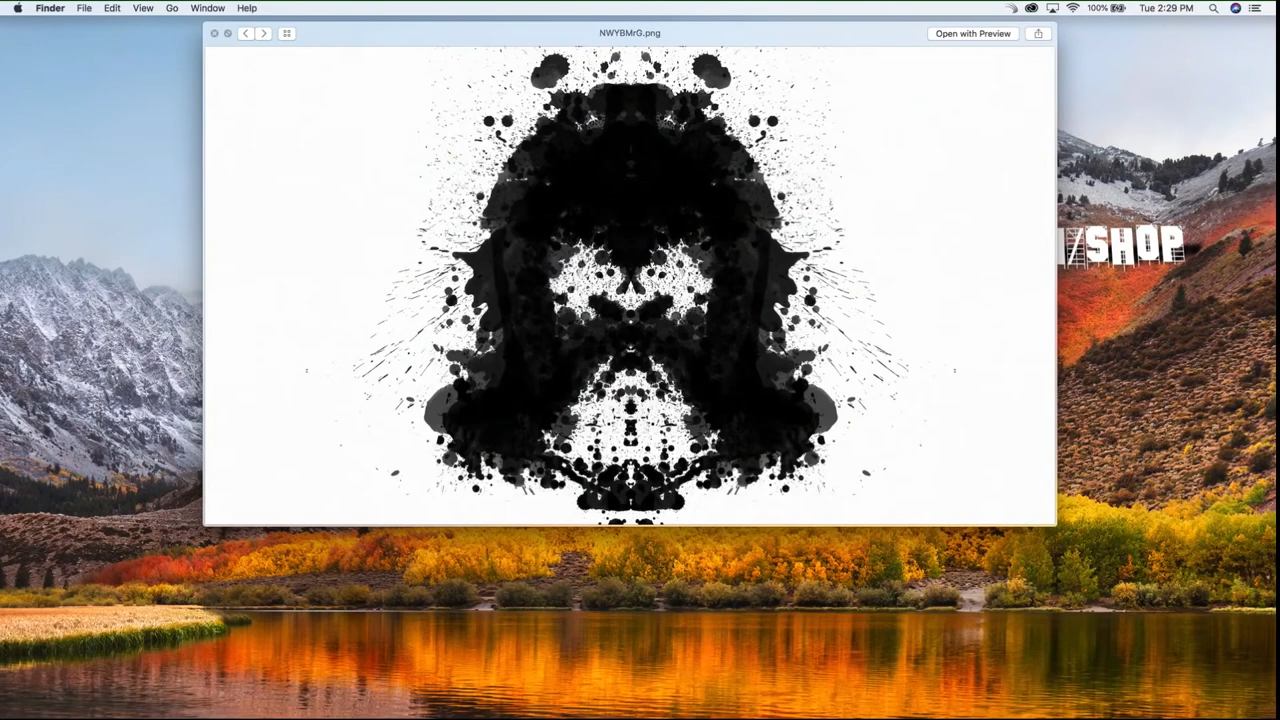 Finder File Edit View Go Window Help 100% Tue 2:29 PM
NWYBMrG.png Open with Preview
/SHOP